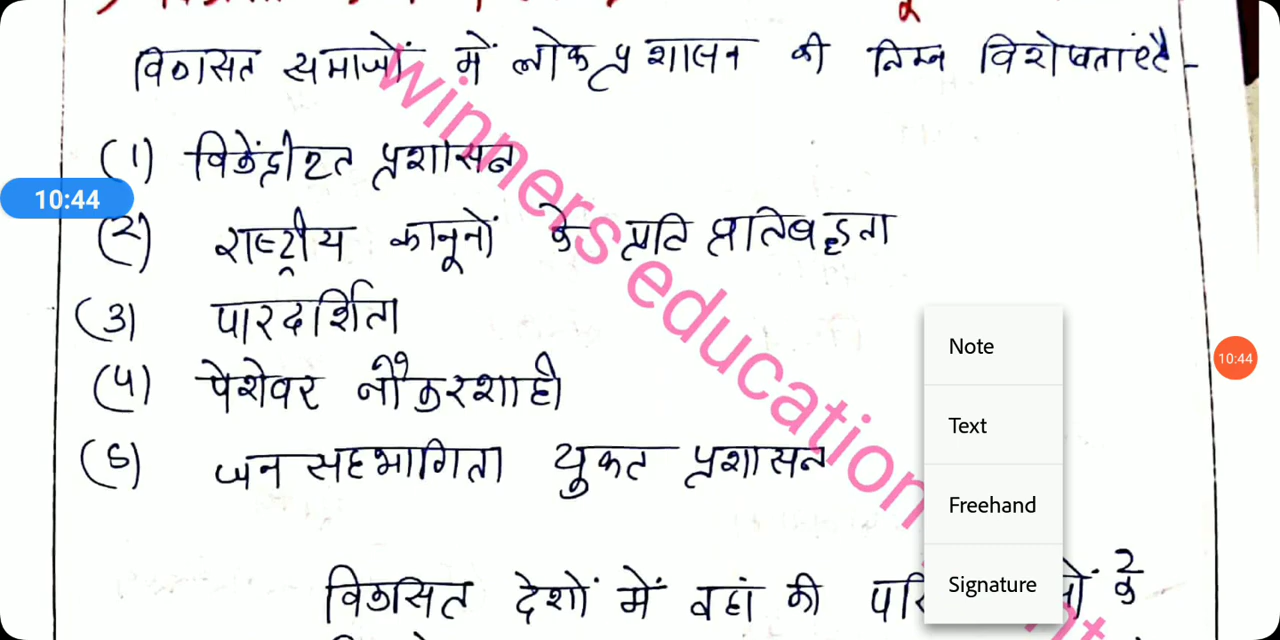 विकासत समाजों में लोक प्रशासन की निम्न विशेषताएं है-
(1) विकेंद्रीकृत प्रशासन
10:44
(2) राष्ट्रीय कानूनों के प्रति प्रतिबद्धता
(3) पारदर्शिता
10:44
(4) पेशेवर नौकरशाही
(5) जन सहभागिता युक्त प्रशासन
winners education
Note
Text
Freehand
Signature
विकसित देशों में वहां की
के